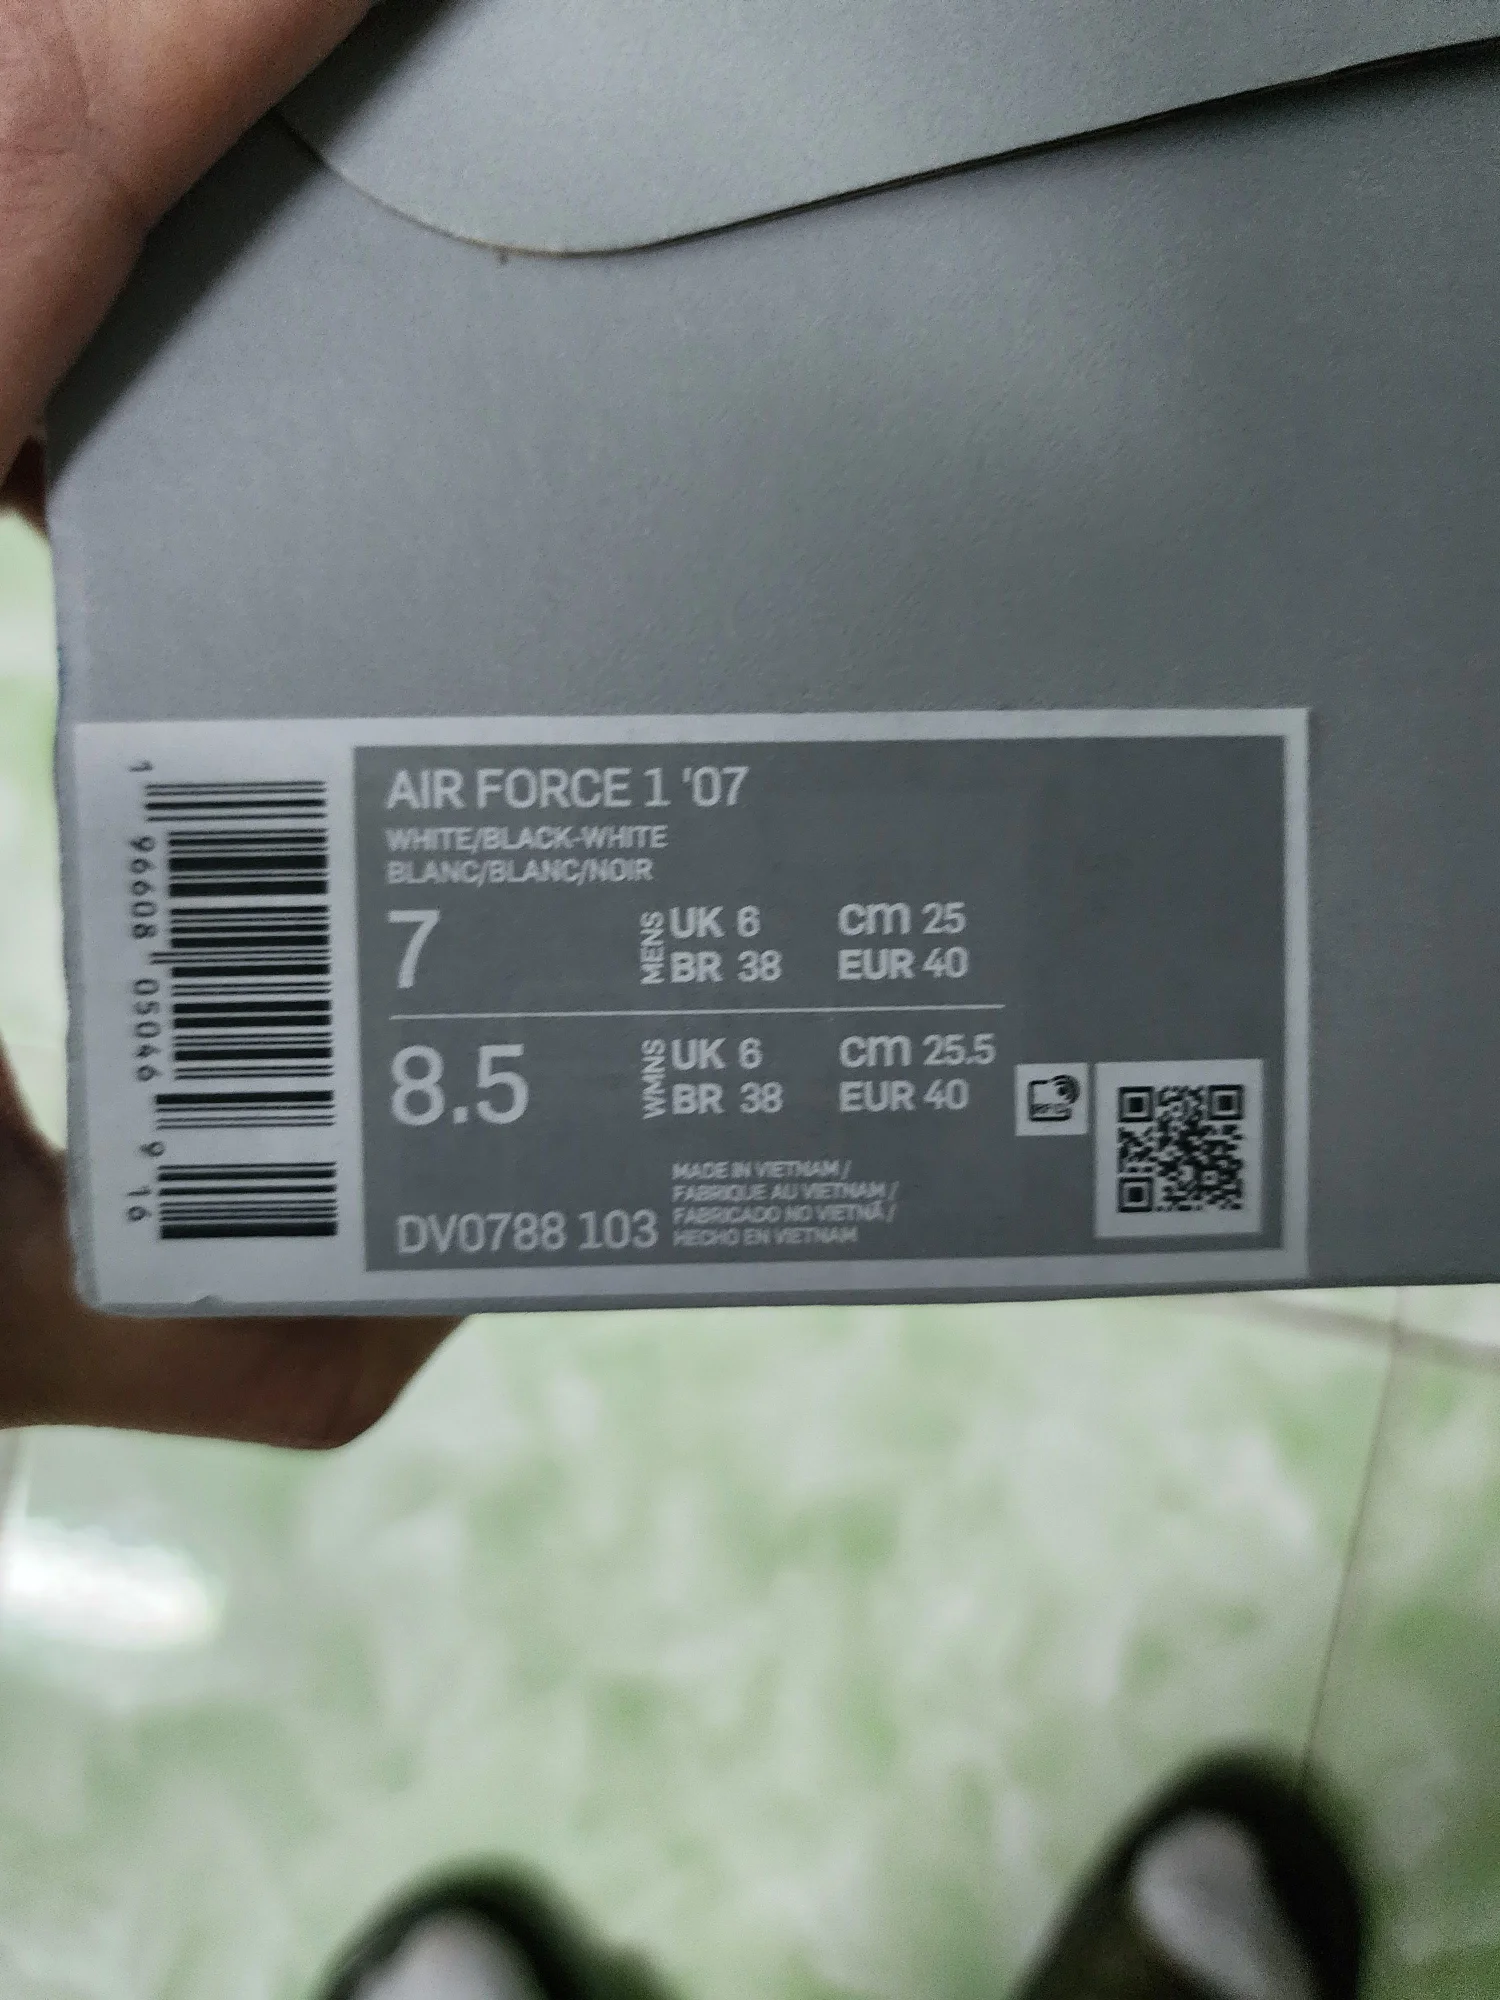 AIR FORCE 1 '07
WHITE/BLACK-WHITE
BLANC/BLANC/NOIR
7
MENS
UK 6 cm 25
BR 38 EUR 40
8.5
WMNS
UK 6 cm 25.5
BR 38 EUR 40
MADE IN VIETNAM /
FABRIQUE AU VIETNAM /
FABRICADO NO VIETNÃ /
HECHO EN VIETNAM
DV0788 103
1 96608 05046 9 16